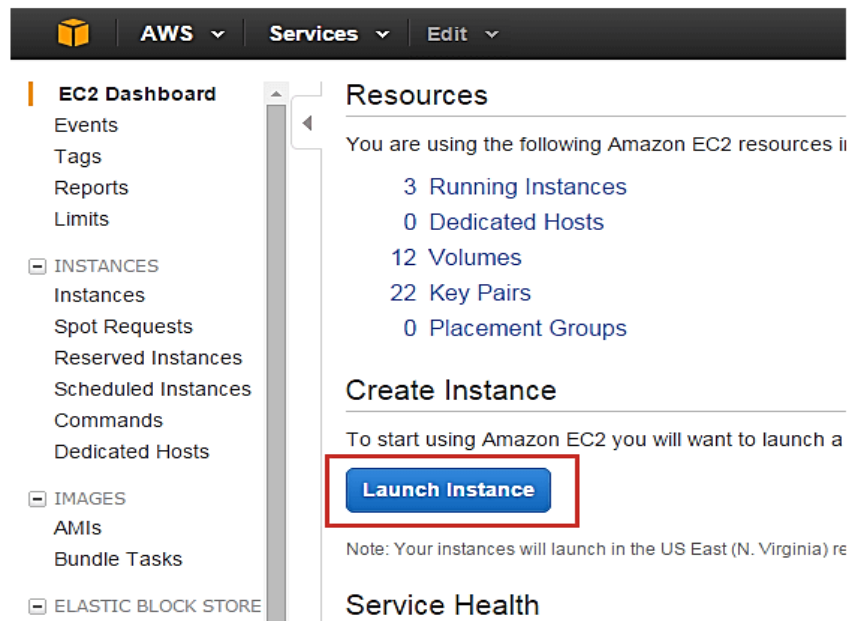 AWS Services Edit
EC2 Dashboard
Events
Tags
Reports
Limits
INSTANCES
Instances
Spot Requests
Reserved Instances
Scheduled Instances
Commands
Dedicated Hosts
IMAGES
AMIs
Bundle Tasks
ELASTIC BLOCK STORE
Resources
You are using the following Amazon EC2 resources
3 Running Instances
0 Dedicated Hosts
12 Volumes
22 Key Pairs
0 Placement Groups
Create Instance
To start using Amazon EC2 you will want to launch a
Launch Instance
Note: Your instances will launch in the US East (N. Virginia) re
Service Health